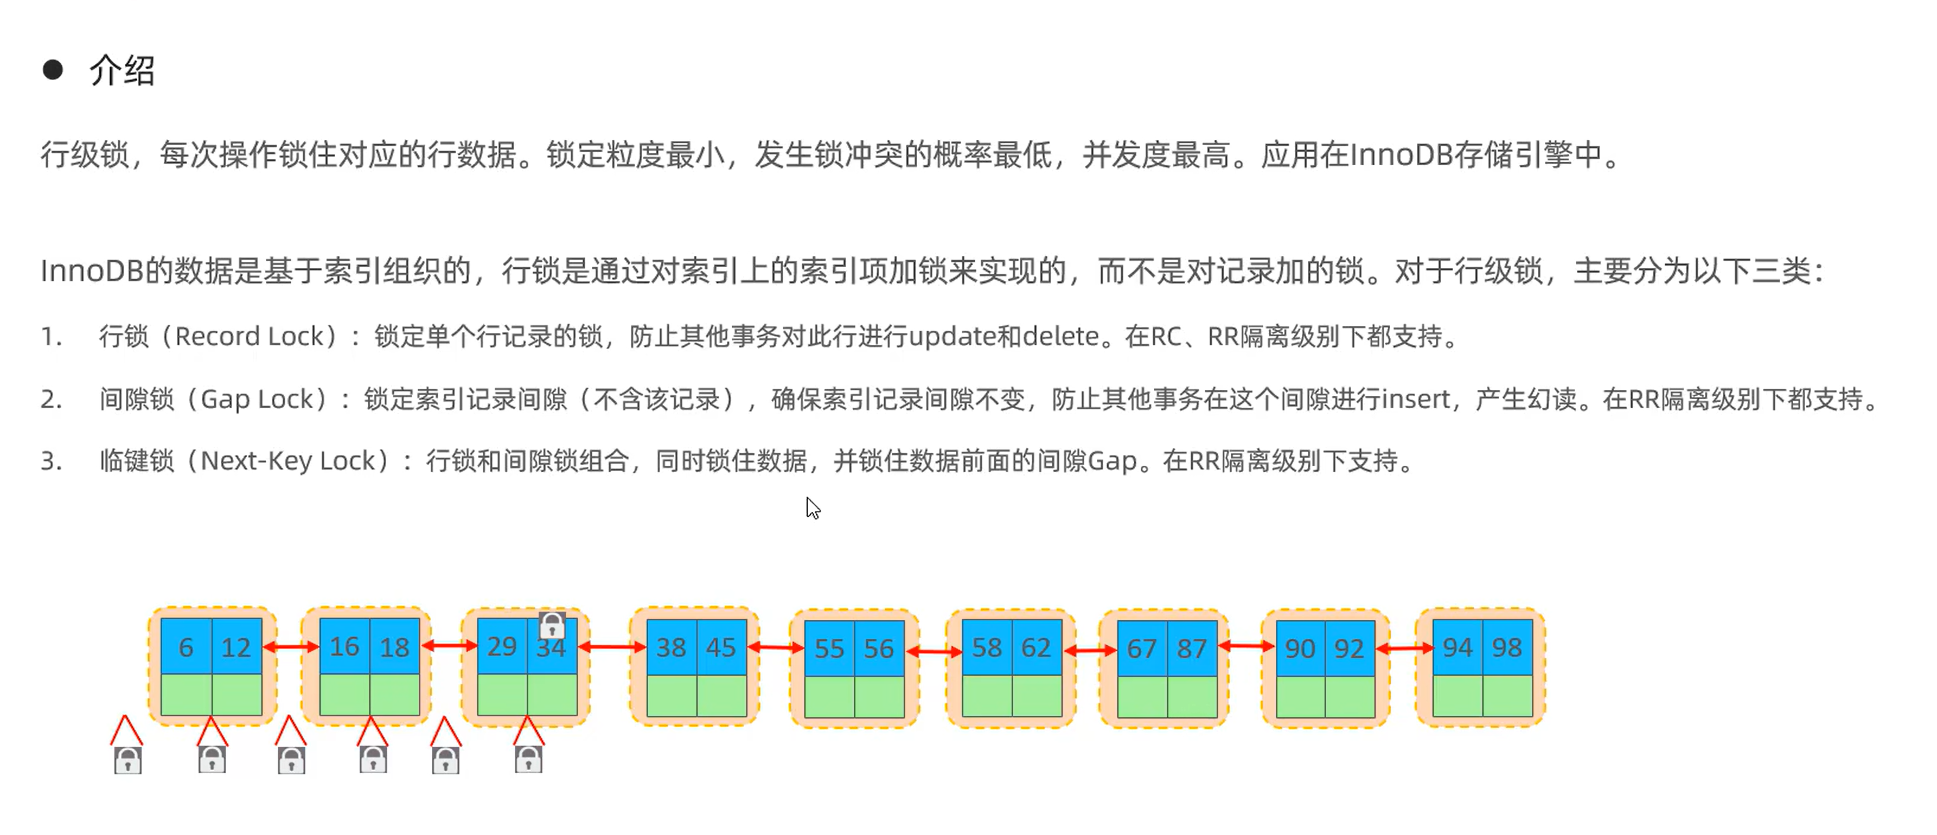 ● 介绍
行级锁，每次操作锁住对应的行数据。锁定粒度最小，发生锁冲突的概率最低，并发度最高。应用在InnoDB存储引擎中。
InnoDB的数据是基于索引组织的，行锁是通过对索引上的索引项加锁来实现的，而不是对记录加的锁。对于行级锁，主要分为以下三类：
1. 行锁（Record Lock）：锁定单个行记录的锁，防止其他事务对此行进行update和delete。在RC、RR隔离级别下都支持。
2. 间隙锁（Gap Lock）：锁定索引记录间隙（不含该记录），确保索引记录间隙不变，防止其他事务在这个间隙进行insert，产生幻读。在RR隔离级别下都支持。
3. 临键锁（Next-Key Lock）：行锁和间隙锁组合，同时锁住数据，并锁住数据前面的间隙Gap。在RR隔离级别下支持。
6 12 16 18 29 34 38 45 55 56 58 62 67 87 90 92 94 98